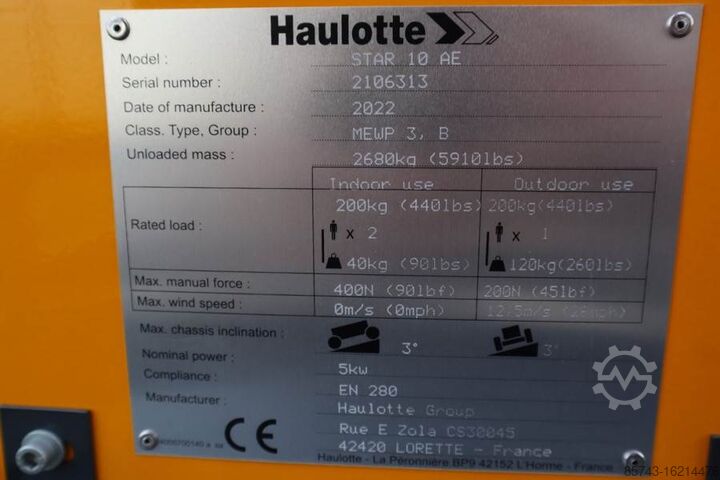 Haulotte
Model : STAR 10 AE
Serial number : 2106313
Date of manufacture : 2022
Class. Type, Group : MEWP 3, B
Unloaded mass : 2680kg (5910lbs)
Indoor use Outdoor use
Rated load : 200kg (440lbs) 200kg(440lbs)
x 2 x 1
40kg (90lbs) 120kg(260lbs)
Max. manual force : 400N (90lbf) 200N (45lbf)
Max. wind speed : 0m/s (0mph) 12.5m/s (28mph)
Max. chassis inclination : 3° 3°
Nominal power : 5kw
Compliance : EN 280
Manufacturer : Haulotte Group
Rue E Zola CS30045
CE 42420 LORETTE - France
Haulotte - La Péronnière BP9 42152 L'Horme - France
85743-1621447